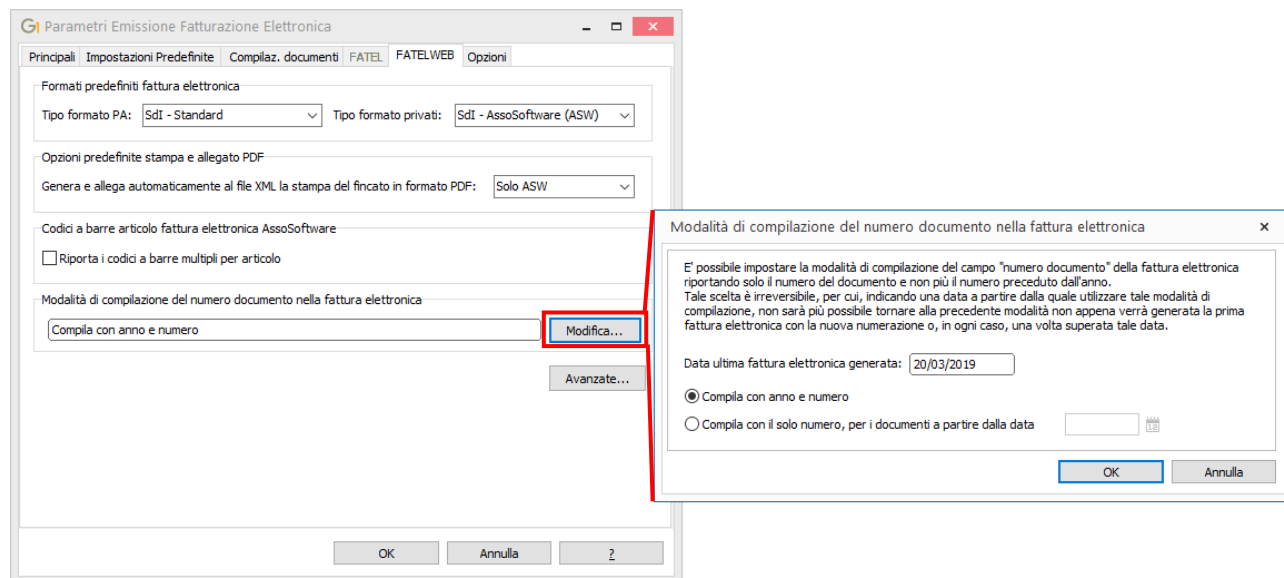 GI Parametri Emissione Fatturazione Elettronica
Principali Impostazioni Predefinite Compilaz. documenti FATEL FATELWEB Opzioni
Formati predefiniti fattura elettronica
Tipo formato PA: SdI - Standard Tipo formato privati: SdI - AssoSoftware (ASW)
Opzioni predefinite stampa e allegato PDF
Genera e allega automaticamente al file XML la stampa del fincato in formato PDF: Solo ASW
Codici a barre articolo fattura elettronica AssoSoftware
Riporta i codici a barre multipli per articolo
Modalità di compilazione del numero documento nella fattura elettronica
Compila con anno e numero Modifica...
Avanzate...
OK Annulla ?
Modalità di compilazione del numero documento nella fattura elettronica
E' possibile impostare la modalità di compilazione del campo "numero documento" della fattura elettronica
riportando solo il numero del documento e non più il numero preceduto dall'anno.
Tale scelta è irreversibile, per cui, indicando una data a partire dalla quale utilizzare tale modalità di
compilazione, non sarà più possibile tornare alla precedente modalità non appena verrà generata la prima
fattura elettronica con la nuova numerazione o, in ogni caso, una volta superata tale data.
Data ultima fattura elettronica generata: 20/03/2019
Compila con anno e numero
Compila con il solo numero, per i documenti a partire dalla data
OK Annulla